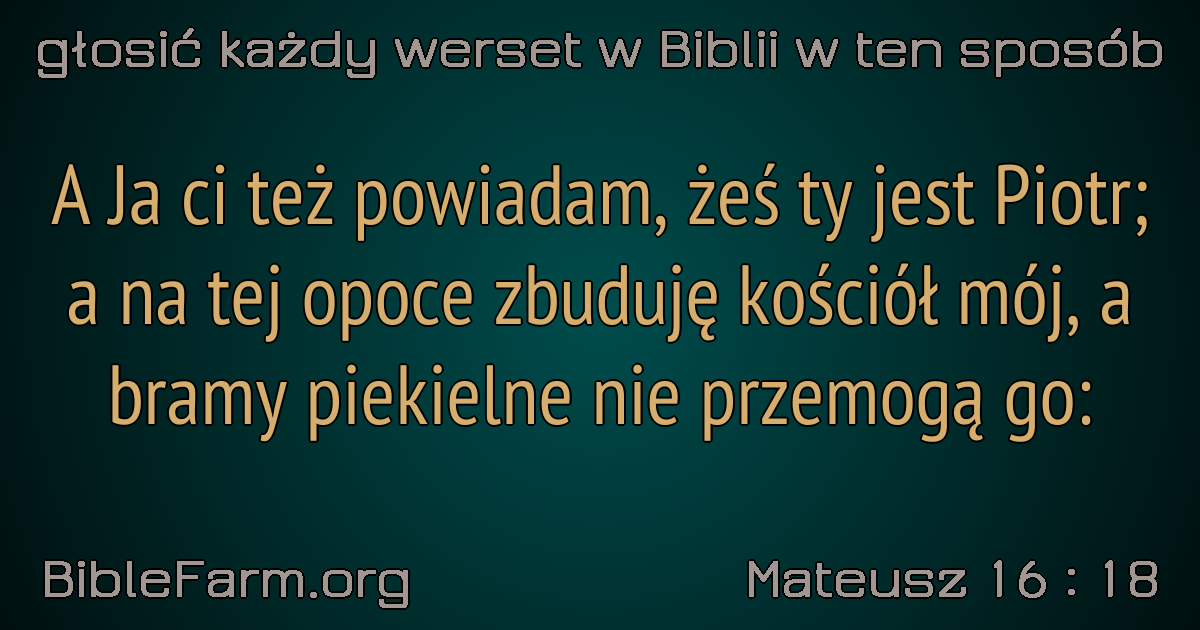 głosić każdy werset w Biblii w ten sposób
A Ja ci też powiadam, żeś ty jest Piotr;
a na tej opoce zbuduję kościół mój, a
bramy piekielne nie przemogą go:
BibleFarm.org
Mateusz 16 : 18